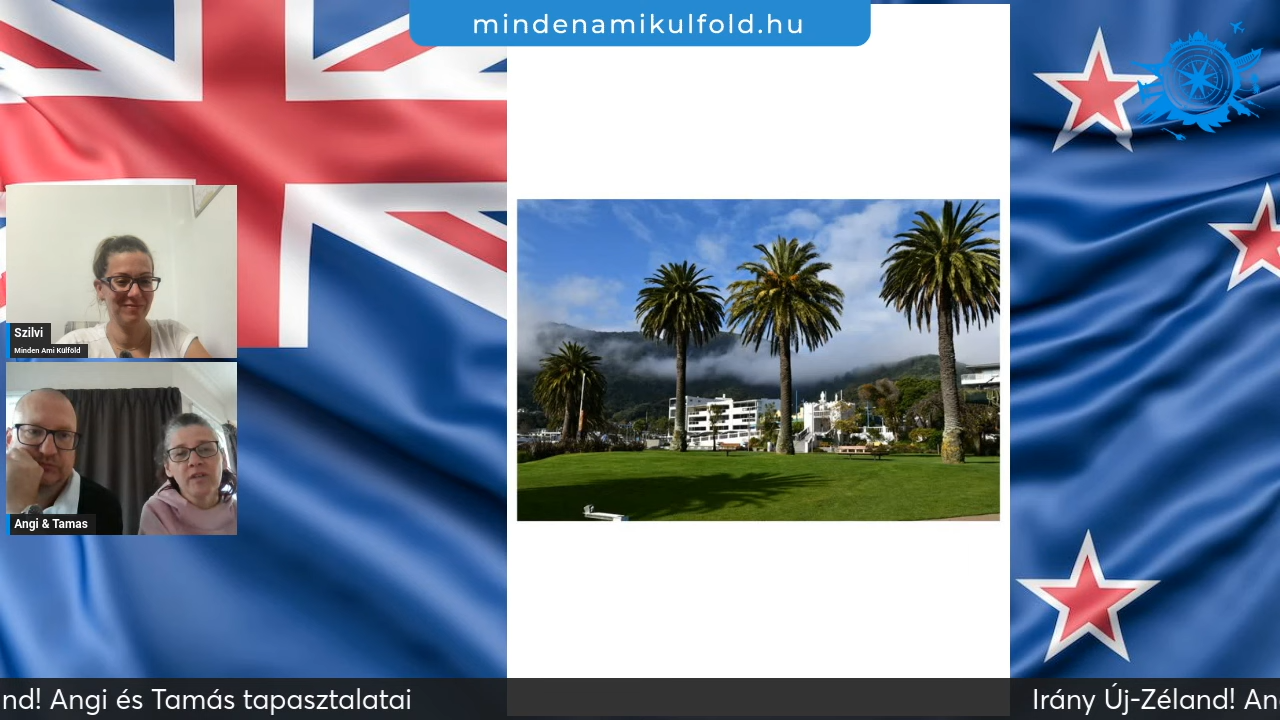 mindenamikulfold.hu
Szilvi
Minden Ami Külföld
Angi & Tamas
nd! Angi és Tamás tapasztalatai
Irány Új-Zéland! An